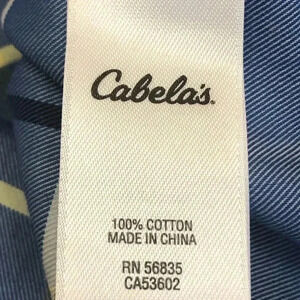 Cabela's.
100% COTTON
MADE IN CHINA
RN 56835
CA53602